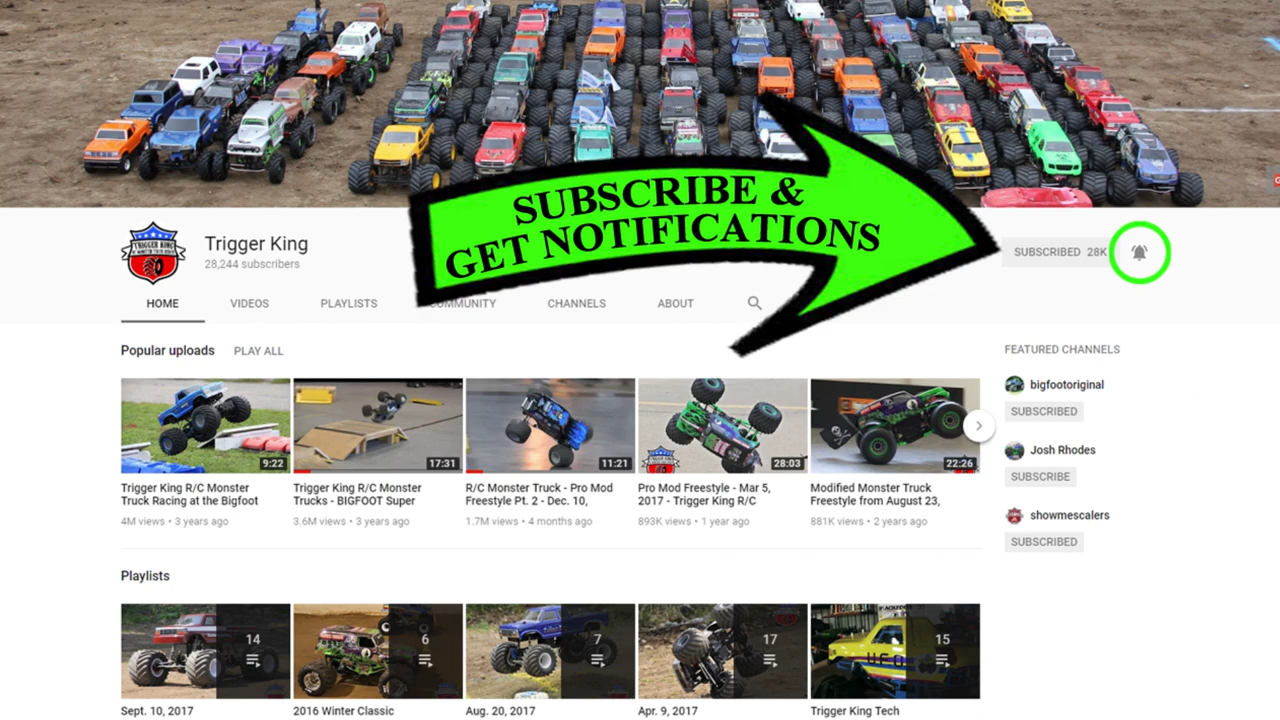 SUBSCRIBE &
GET NOTIFICATIONS
TRIGGER KING
Trigger King
28,244 subscribers
SUBSCRIBED 28K
HOME VIDEOS PLAYLISTS COMMUNITY CHANNELS ABOUT
Popular uploads PLAY ALL
9:22
Trigger King R/C Monster
Truck Racing at the Bigfoot
4M views • 3 years ago
17:31
Trigger King R/C Monster
Trucks - BIGFOOT Super
3.6M views • 3 years ago
11:21
R/C Monster Truck - Pro Mod
Freestyle Pt. 2 - Dec. 10,
1.7M views • 4 months ago
28:03
Pro Mod Freestyle - Mar 5,
2017 - Trigger King R/C
893K views • 1 year ago
22:26
Modified Monster Truck
Freestyle from August 23,
881K views • 2 years ago
FEATURED CHANNELS
bigfootoriginal
SUBSCRIBED
Josh Rhodes
SUBSCRIBE
showmescalers
SUBSCRIBED
Playlists
14
Sept. 10, 2017
6
2016 Winter Classic
7
Aug. 20, 2017
17
Apr. 9, 2017
UFO
15
Trigger King Tech